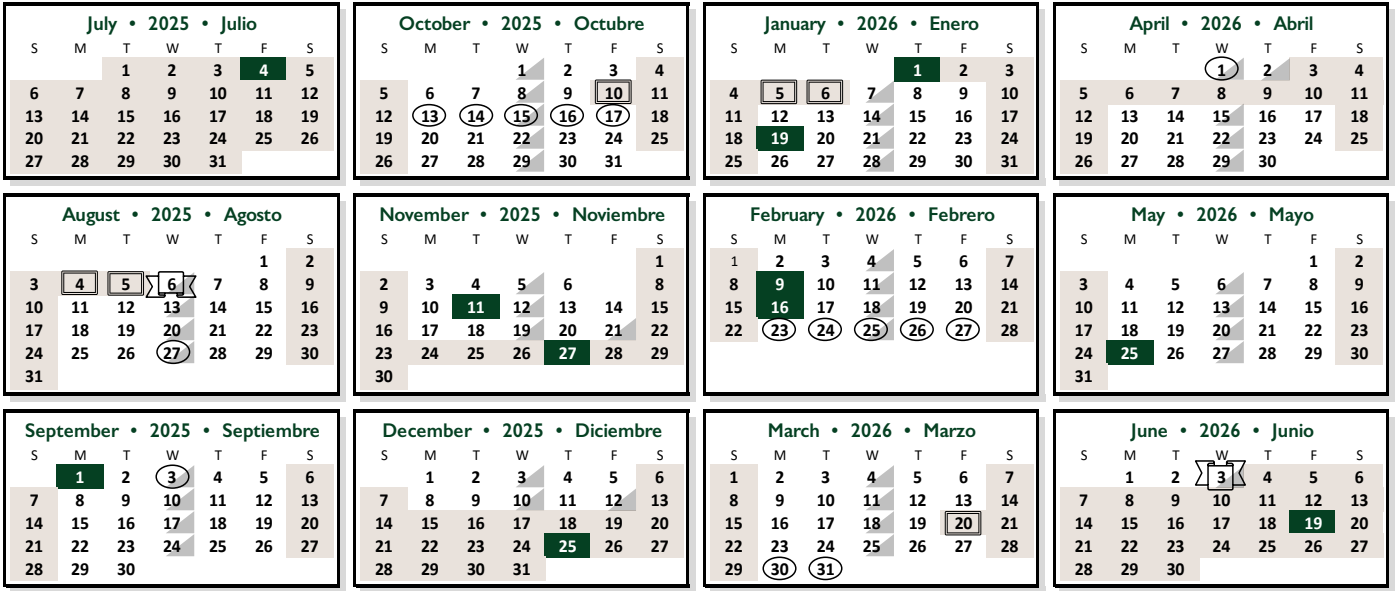 July • 2025 • Julio
S M T W T F S
1 2 3 4 5
6 7 8 9 10 11 12
13 14 15 16 17 18 19
20 21 22 23 24 25 26
27 28 29 30 31
August • 2025 • Agosto
S M T W T F S
1 2
3 4 5 6 7 8 9
10 11 12 13 14 15 16
17 18 19 20 21 22 23
24 25 26 27 28 29 30
31
September • 2025 • Septiembre
S M T W T F S
1 2 3 4 5 6
7 8 9 10 11 12 13
14 15 16 17 18 19 20
21 22 23 24 25 26 27
28 29 30
October • 2025 • Octubre
S M T W T F S
1 2 3 4
5 6 7 8 9 10 11
12 13 14 15 16 17 18
19 20 21 22 23 24 25
26 27 28 29 30 31
November • 2025 • Noviembre
S M T W T F S
1
2 3 4 5 6 8
9 10 11 12 13 14 15
16 17 18 19 20 21 22
23 24 25 26 27 28 29
30
December • 2025 • Diciembre
S M T W T F S
1 2 3 4 5 6
7 8 9 10 11 12 13
14 15 16 17 18 19 20
21 22 23 24 25 26 27
28 29 30 31
January • 2026 • Enero
S M T W T F S
1 2 3
4 5 6 7 8 9 10
11 12 13 14 15 16 17
18 19 20 21 22 23 24
25 26 27 28 29 30 31
February • 2026 • Febrero
S M T W T F S
1 2 3 4 5 6 7
8 9 10 11 12 13 14
15 16 17 18 19 20 21
22 23 24 25 26 27 28
March • 2026 • Marzo
S M T W T F S
1 2 3 4 5 6 7
8 9 10 11 12 13 14
15 16 17 18 19 20 21
22 23 24 25 26 27 28
29 30 31
April • 2026 • Abril
S M T W T F S
1 2 3 4
5 6 7 8 9 10 11
12 13 14 15 16 17 18
19 20 21 22 23 24 25
26 27 28 29 30
May • 2026 • Mayo
S M T W T F S
1 2
3 4 5 6 7 8 9
10 11 12 13 14 15 16
17 18 19 20 21 22 23
24 25 26 27 28 29 30
31
June • 2026 • Junio
S M T W T F S
1 2 3 4 5 6
7 8 9 10 11 12 13
14 15 16 17 18 19 20
21 22 23 24 25 26 27
28 29 30